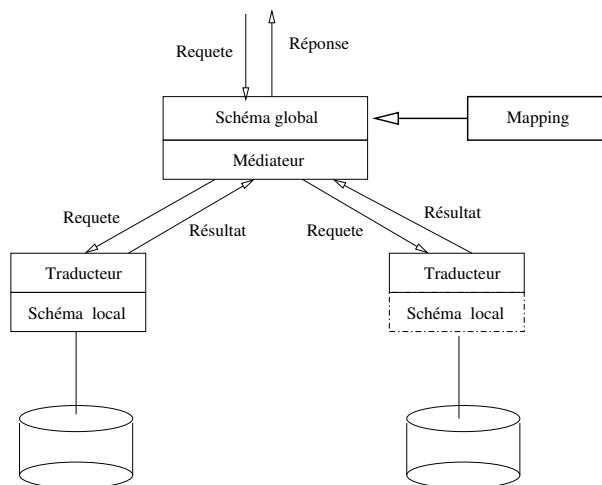 Requete
Réponse
Schéma global
Mapping
Médiateur
Requete
Résultat
Requete
Résultat
Traducteur
Traducteur
Schéma local
Schéma local